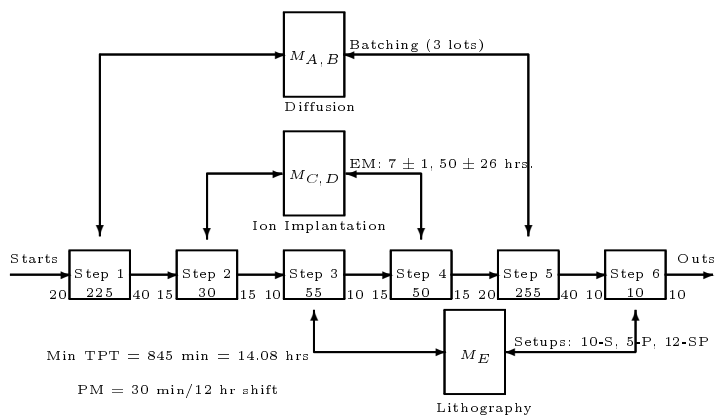 M_{A,B}
Batching (3 lots)
Diffusion
M_{C,D}
EM: 7 ± 1, 50 ± 26 hrs.
Ion Implantation
Starts
Outs
Step 1
Step 2
Step 3
Step 4
Step 5
Step 6
20 225 40 15 30 15 10 55 10 15 50 15 20 255 40 10 10 10
M_E
Setups: 10-S, 5-P, 12-SP
Min TPT = 845 min = 14.08 hrs
PM = 30 min/12 hr shift
Lithography